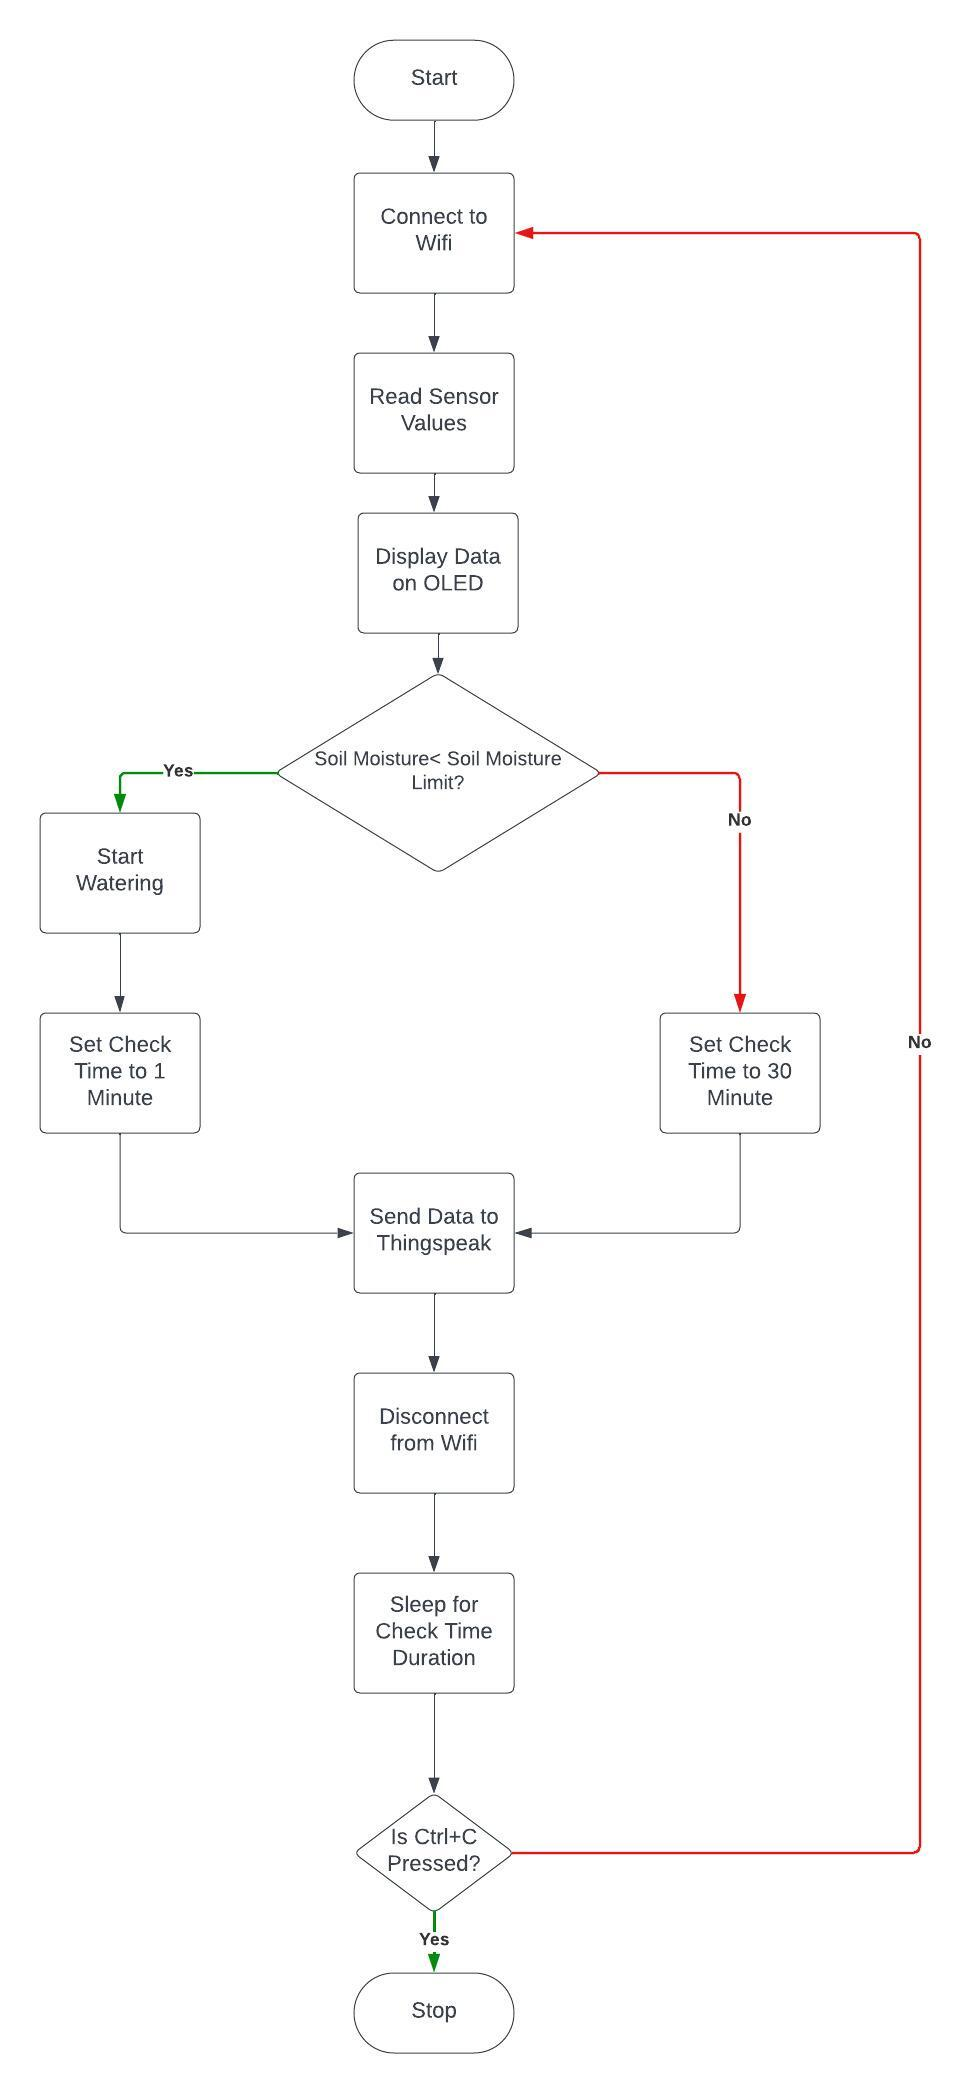 Start
Connect to
Wifi
Read Sensor
Values
Display Data
on OLED
Soil Moisture< Soil Moisture
Limit?
Yes
No
Start
Watering
Set Check
Time to 1
Minute
Set Check
Time to 30
Minute
No
Send Data to
Thingspeak
Disconnect
from Wifi
Sleep for
Check Time
Duration
Is Ctrl+C
Pressed?
Yes
Stop